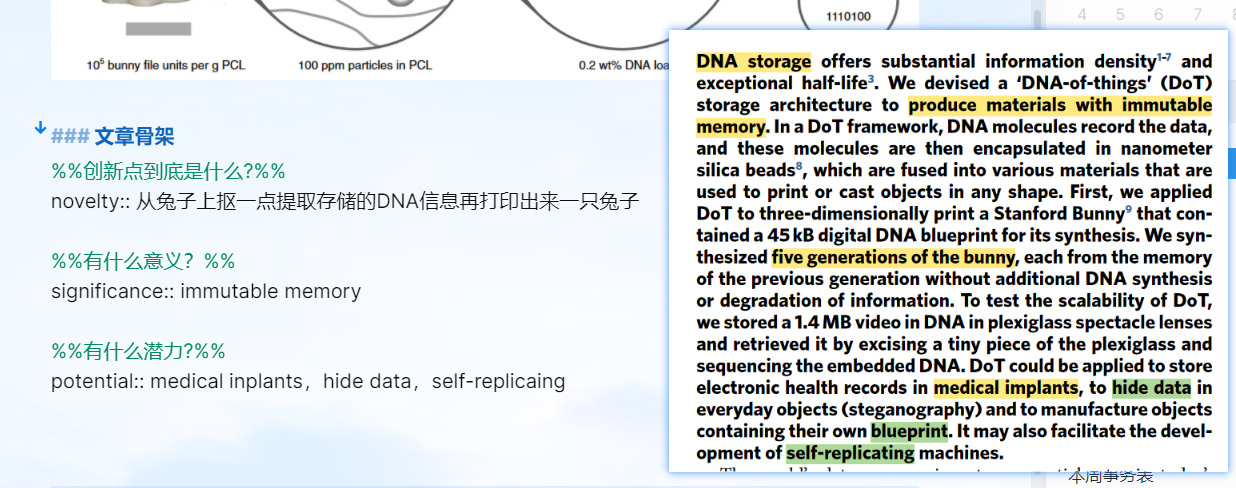 1110100
10⁵ bunny file units per g PCL
100 ppm particles in PCL
0.2 wt% DNA loa
4 5 6 7
### 文章骨架
%%创新点到底是什么?%%
novelty:: 从兔子上抠一点提取存储的DNA信息再打印出来一只兔子
%%有什么意义？%%
significance:: immutable memory
%%有什么潜力?%%
potential:: medical inplants，hide data，self-replicaing
DNA storage offers substantial information density¹⁻⁷ and
exceptional half-life³. We devised a ‘DNA-of-things’ (DoT)
storage architecture to produce materials with immutable
memory. In a DoT framework, DNA molecules record the data,
and these molecules are then encapsulated in nanometer
silica beads⁸, which are fused into various materials that are
used to print or cast objects in any shape. First, we applied
DoT to three-dimensionally print a Stanford Bunny⁹ that con-
tained a 45 kB digital DNA blueprint for its synthesis. We syn-
thesized five generations of the bunny, each from the memory
of the previous generation without additional DNA synthesis
or degradation of information. To test the scalability of DoT,
we stored a 1.4 MB video in DNA in plexiglass spectacle lenses
and retrieved it by excising a tiny piece of the plexiglass and
sequencing the embedded DNA. DoT could be applied to store
electronic health records in medical implants, to hide data in
everyday objects (steganography) and to manufacture objects
containing their own blueprint. It may also facilitate the devel-
opment of self-replicating machines.
本周事务表